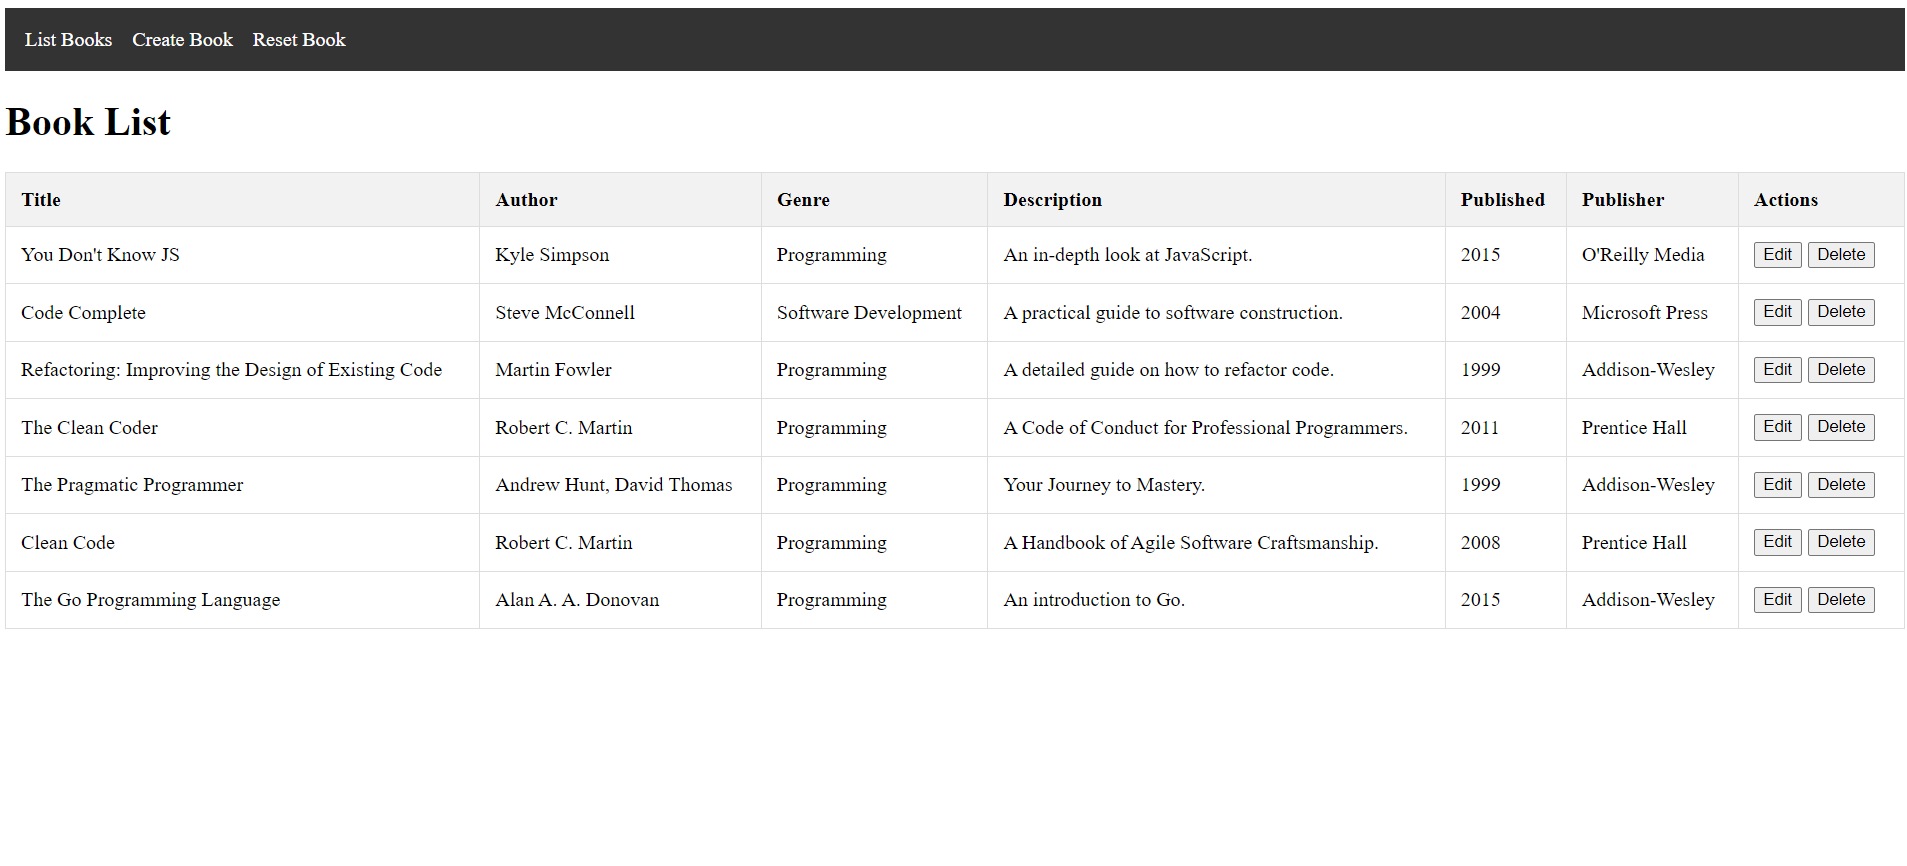 List Books Create Book Reset Book
Book List
Title Author Genre Description Published Publisher Actions
You Don't Know JS Kyle Simpson Programming An in-depth look at JavaScript. 2015 O'Reilly Media Edit Delete
Code Complete Steve McConnell Software Development A practical guide to software construction. 2004 Microsoft Press Edit Delete
Refactoring: Improving the Design of Existing Code Martin Fowler Programming A detailed guide on how to refactor code. 1999 Addison-Wesley Edit Delete
The Clean Coder Robert C. Martin Programming A Code of Conduct for Professional Programmers. 2011 Prentice Hall Edit Delete
The Pragmatic Programmer Andrew Hunt, David Thomas Programming Your Journey to Mastery. 1999 Addison-Wesley Edit Delete
Clean Code Robert C. Martin Programming A Handbook of Agile Software Craftsmanship. 2008 Prentice Hall Edit Delete
The Go Programming Language Alan A. A. Donovan Programming An introduction to Go. 2015 Addison-Wesley Edit Delete